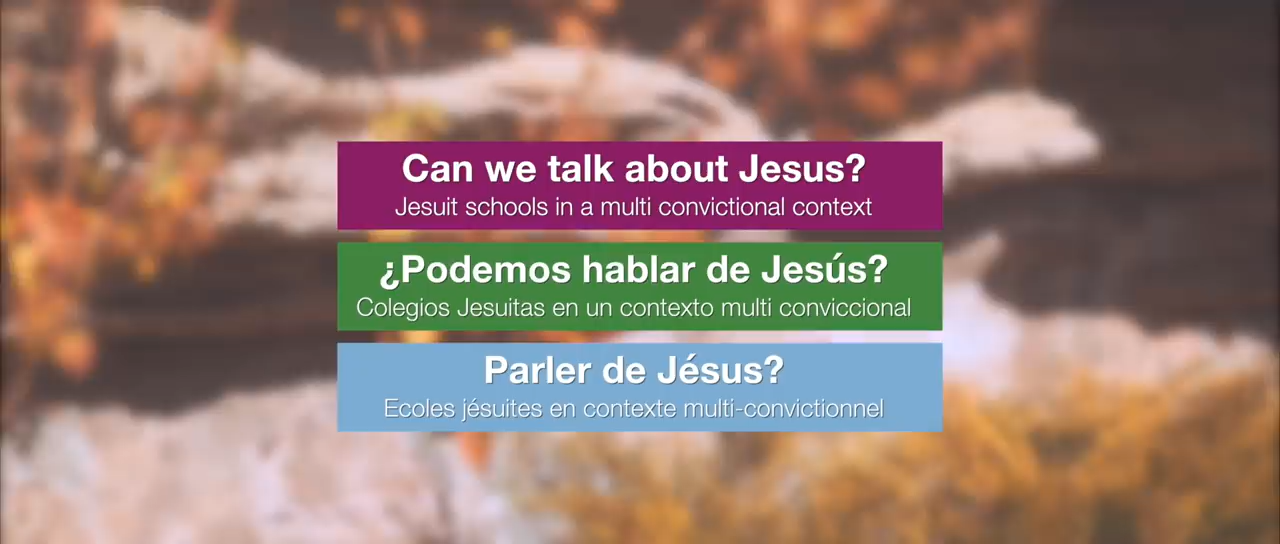 Can we talk about Jesus?
Jesuit schools in a multi convictional context
¿Podemos hablar de Jesús?
Colegios Jesuitas en un contexto multi conviccional
Parler de Jésus?
Ecoles jésuites en contexte multi-convictionnel